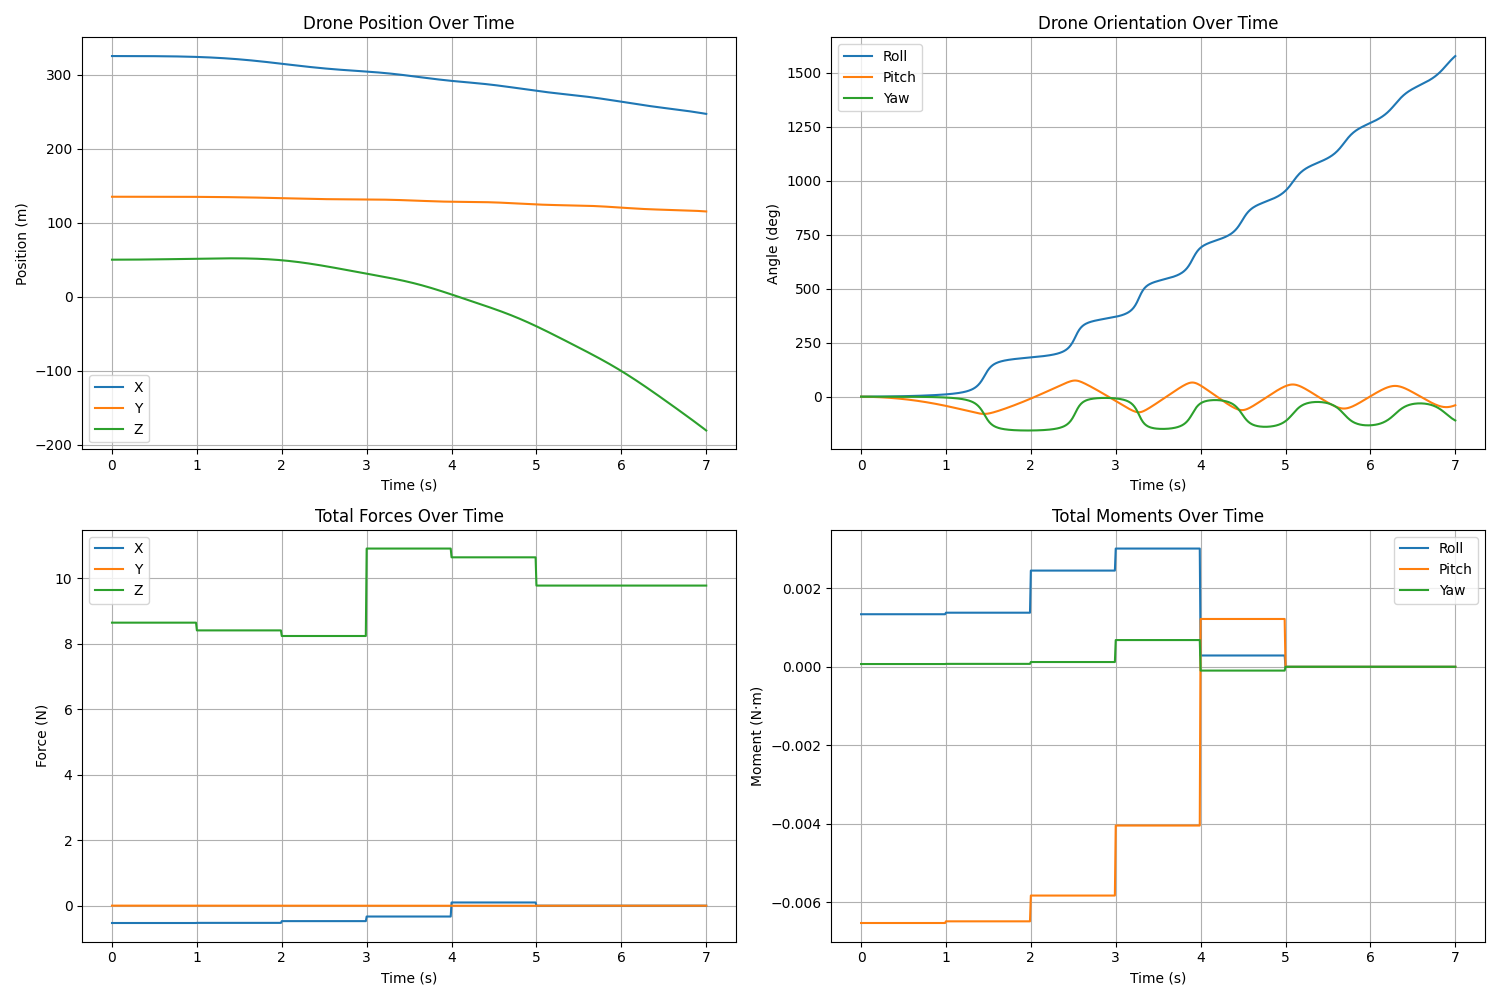 Drone Position Over Time
Position (m)
300
200
100
0
−100
−200
X
Y
Z
0 1 2 3 4 5 6 7
Time (s)
Drone Orientation Over Time
Angle (deg)
1500
1250
1000
750
500
250
0
Roll
Pitch
Yaw
0 1 2 3 4 5 6 7
Time (s)
Total Forces Over Time
Force (N)
10
8
6
4
2
0
X
Y
Z
0 1 2 3 4 5 6 7
Time (s)
Total Moments Over Time
Moment (N·m)
0.002
0.000
−0.002
−0.004
−0.006
Roll
Pitch
Yaw
0 1 2 3 4 5 6 7
Time (s)